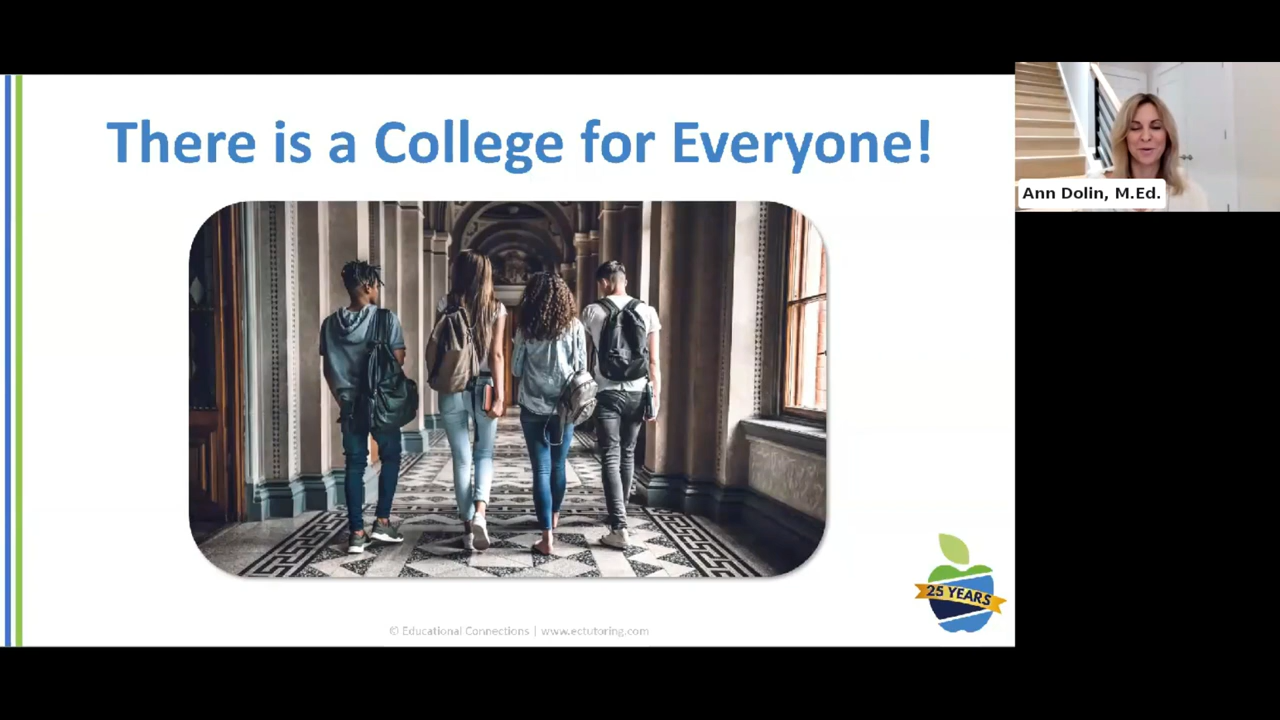 There is a College for Everyone!
Ann Dolin, M.Ed.
25 YEARS
© Educational Connections | www.ectutoring.com